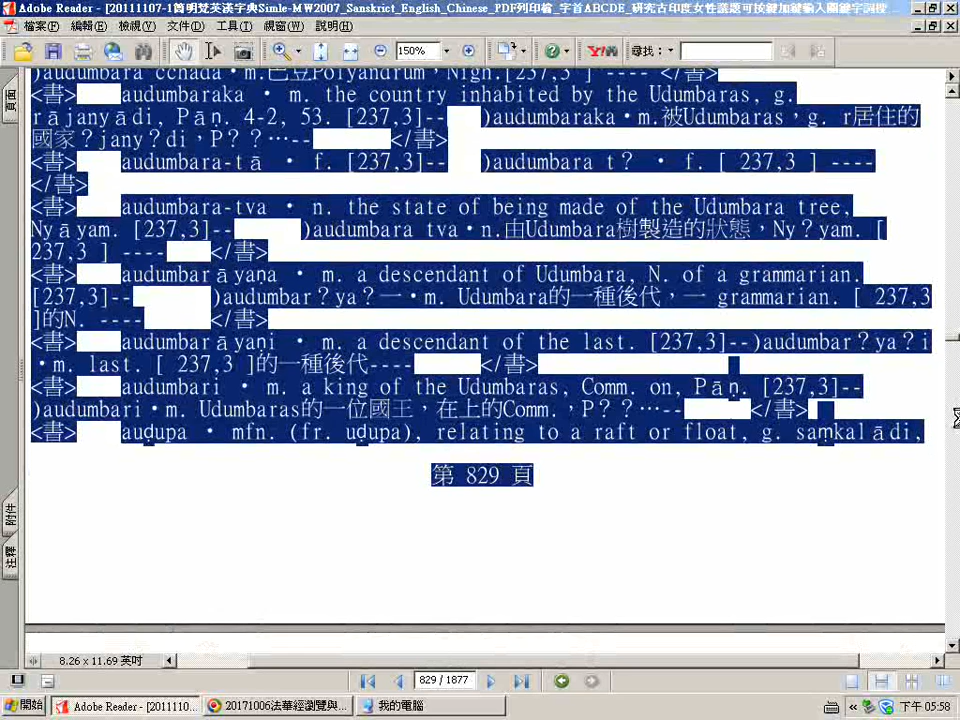 Adobe Reader - [20111107-1簡明梵英漢字典Simle-MW2007_Sanskrict_English_Chinese_PDF列印檔_字首ABCDE_研究古印度女性議題可按鍵加鍵輸入關鍵字詞搜
檔案(F) 編輯(E) 檢視(V) 文件(D) 工具(T) 視窗(W) 說明(H)
150% 尋找：
頁面
)audumbara cchada·m.巴豆Polyandrum，Nigh.[237,3 ] ---- </書>
<書> audumbaraka · m. the country inhabited by the Udumbaras, g.
rājanyādi, Pāṇ. 4-2, 53. [237,3]-- )audumbaraka·m.被Udumbaras，g. r居住的
國家？jany？di，P？？…-- </書>
<書> audumbara-tā · f. [237,3]-- )audumbara t？ · f. [ 237,3 ] ----
</書>
<書> audumbara-tva · n. the state of being made of the Udumbara tree,
Nyāyam. [237,3]-- )audumbara tva·n.由Udumbara樹製造的狀態，Ny？yam. [
237,3 ] ---- </書>
<書> audumbarāyaṇa · m. a descendant of Udumbara, N. of a grammarian.
[237,3]-- )audumbar？ya？一·m. Udumbara的一種後代，一 grammarian. [ 237,3
]的N. ---- </書>
<書> audumbarāyaṇi · m. a descendant of the last. [237,3]--)audumbar？ya？i
·m. last. [ 237,3 ]的一種後代---- </書>
<書> audumbari · m. a king of the Udumbaras, Comm. on, Pāṇ. [237,3]--
)audumbari·m. Udumbaras的一位國王，在上的Comm.，P？？…-- </書>
<書> auḍupa · mfn. (fr. uḍupa), relating to a raft or float, g. saṃkalādi,
第 829 頁
附件
注釋
8.26 x 11.69 英吋
829 / 1877
開始 Adobe Reader - [2011110... 20171006法華經瀏覽與... 我的電腦 下午 05:58